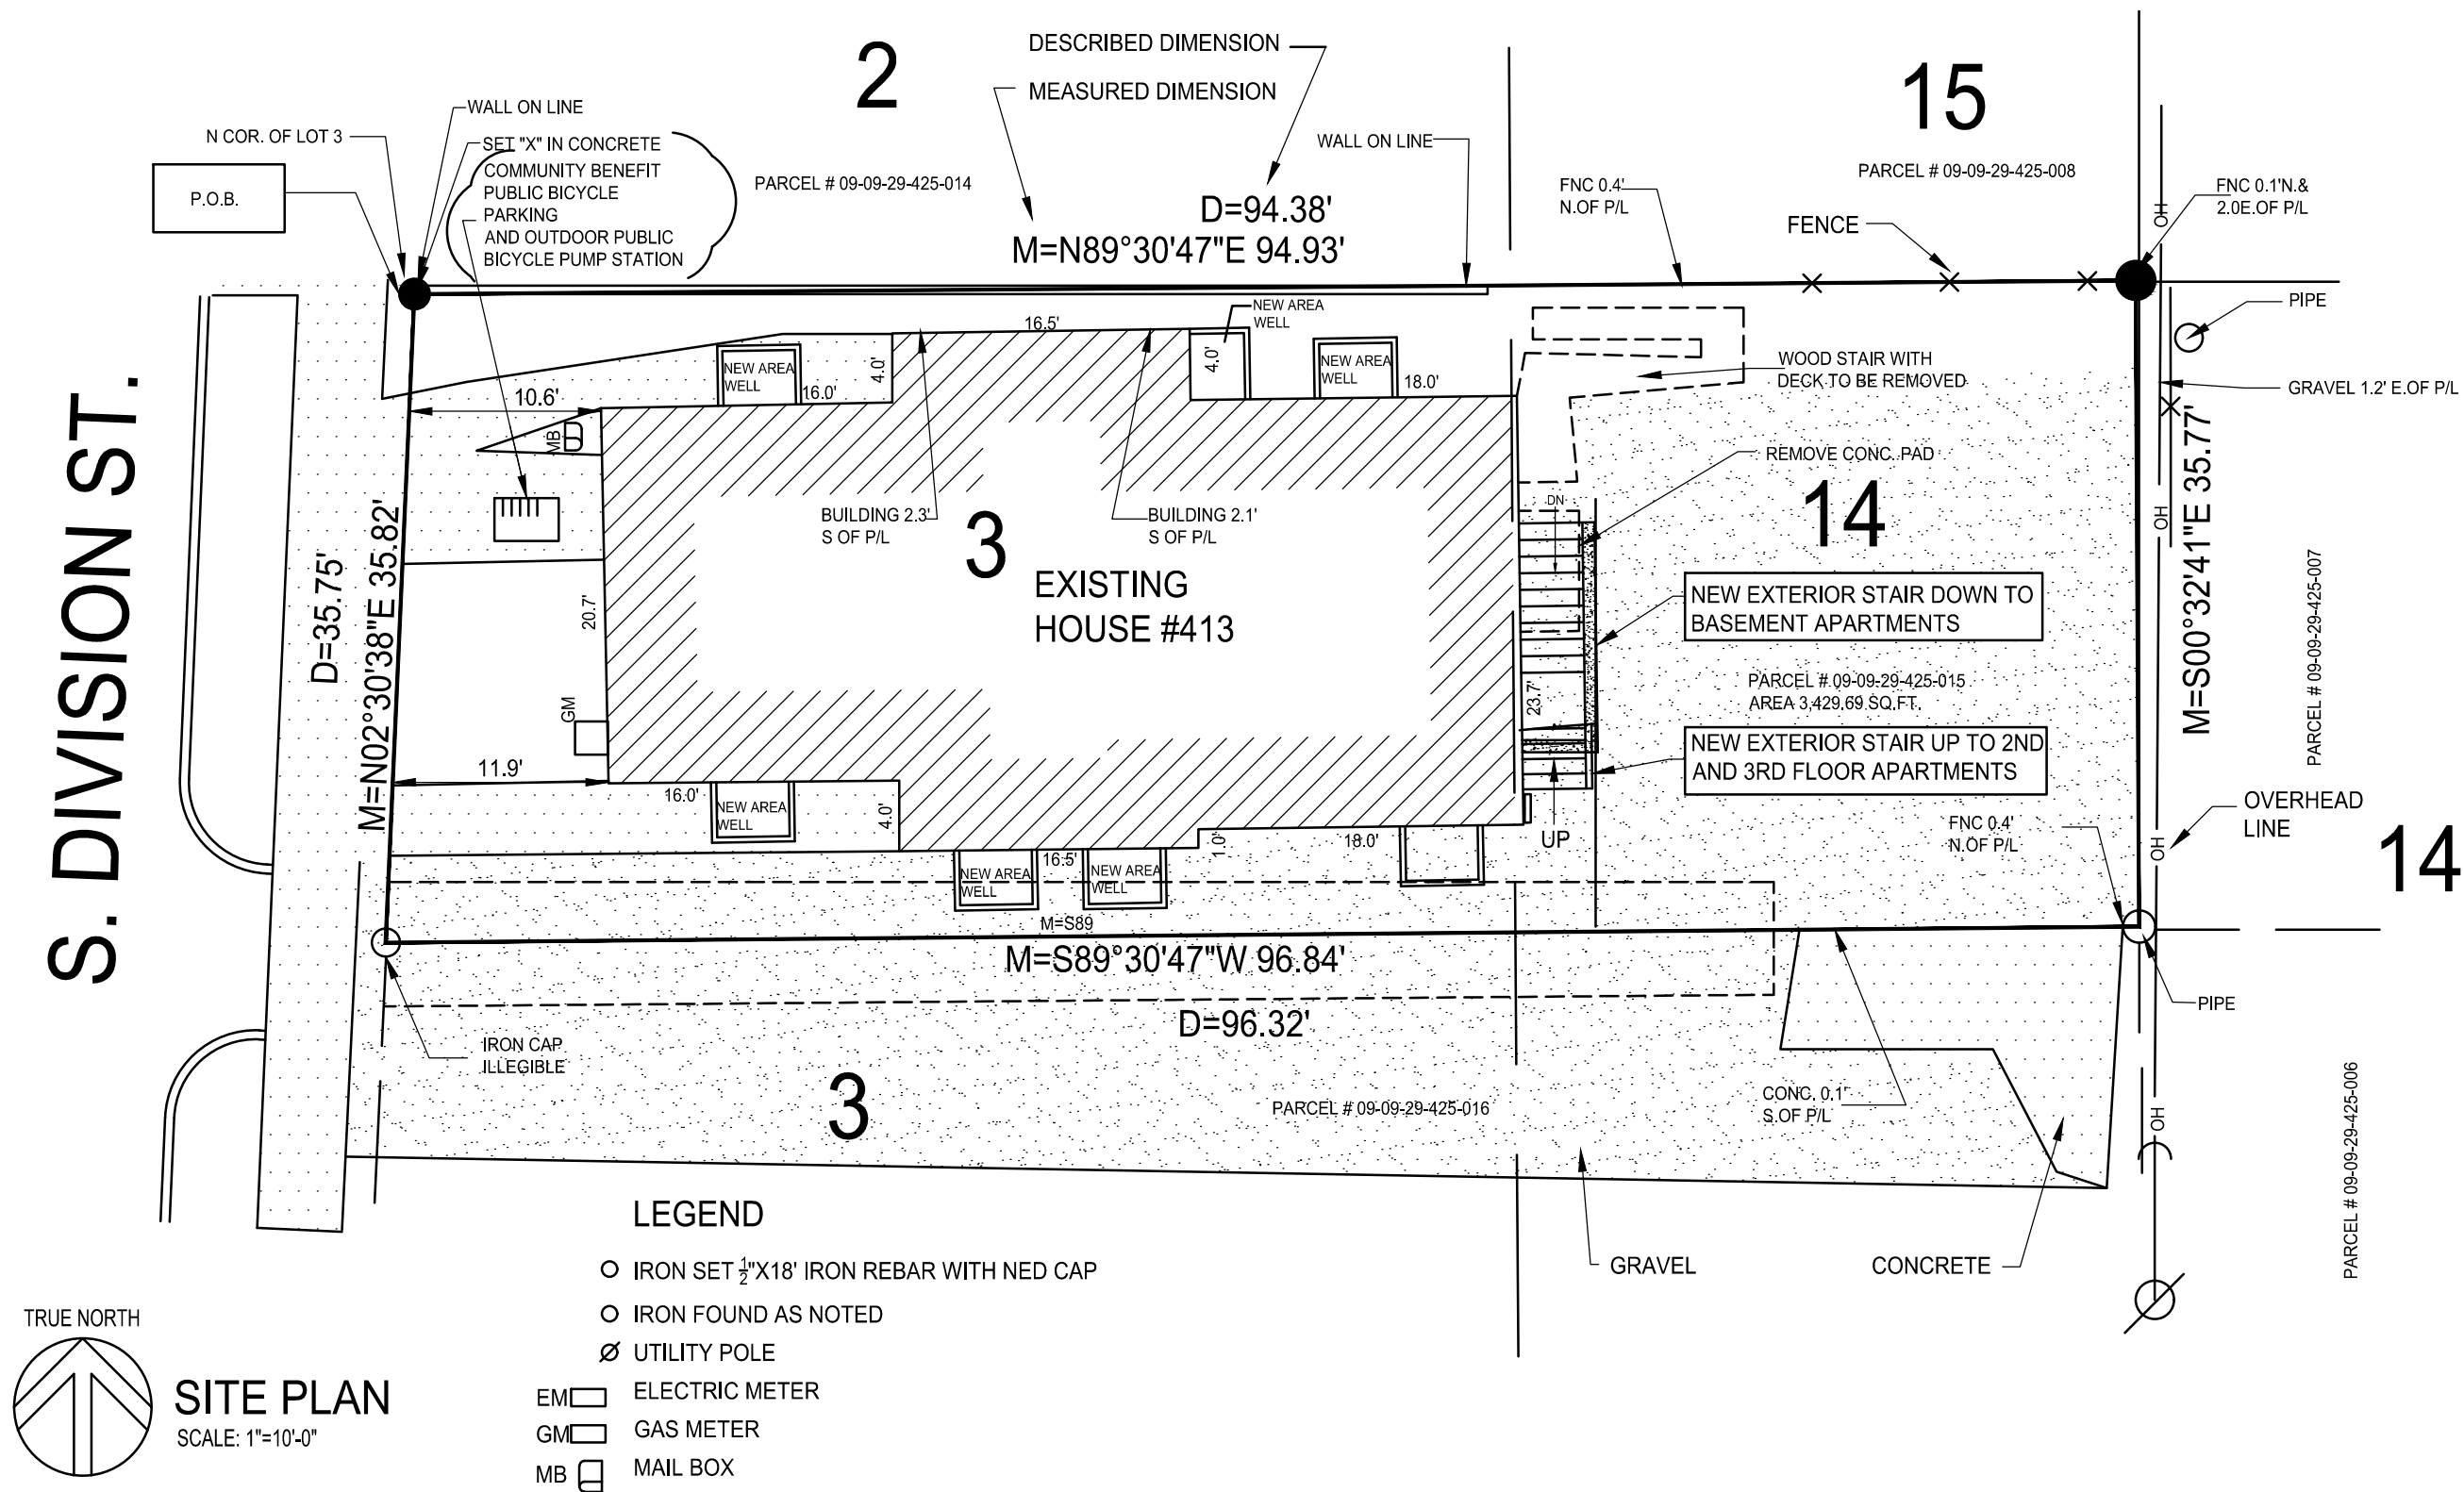 2
DESCRIBED DIMENSION
MEASURED DIMENSION
15
WALL ON LINE
N COR. OF LOT 3
SET "X" IN CONCRETE
COMMUNITY BENEFIT
PUBLIC BICYCLE
PARKING
AND OUTDOOR PUBLIC
BICYCLE PUMP STATION
P.O.B.
PARCEL # 09-09-29-425-014
WALL ON LINE
D=94.38'
M=N89°30'47"E 94.93'
FNC 0.4'
N.OF P/L
PARCEL # 09-09-29-425-008
FENCE
FNC 0.1'N.&
2.0E.OF P/L
OH
PIPE
GRAVEL 1.2' E.OF P/L
NEW AREA
WELL
16.5'
4.0'
4.0'
NEW AREA
WELL
16.0'
NEW AREA
WELL
18.0'
WOOD STAIR WITH
DECK TO BE REMOVED
10.6'
MB
S. DIVISION ST.
D=35.75'
M=N02°30'38"E 35.82'
REMOVE CONC. PAD
14
BUILDING 2.3'
S OF P/L
3
BUILDING 2.1'
S OF P/L
DN
OH
M=S00°32'41"E 35.77'
EXISTING
HOUSE #413
20.7'
NEW EXTERIOR STAIR DOWN TO
BASEMENT APARTMENTS
PARCEL # 09-09-29-425-007
23.7'
PARCEL # 09-09-29-425-015
AREA 3,429.69 SQ.FT.
GM
NEW EXTERIOR STAIR UP TO 2ND
AND 3RD FLOOR APARTMENTS
11.9'
16.0'
NEW AREA
WELL
4.0'
1.0'
18.0'
UP
FNC 0.4'
N.OF P/L
OH
OVERHEAD
LINE
14
NEW AREA
WELL
16.5'
NEW AREA
WELL
M=S89
M=S89°30'47"W 96.84'
D=96.32'
PIPE
IRON CAP
ILLEGIBLE
3
PARCEL # 09-09-29-425-016
CONC. 0.1'
S.OF P/L
OH
PARCEL # 09-09-29-425-006
GRAVEL
CONCRETE
LEGEND
IRON SET ½"X18' IRON REBAR WITH NED CAP
IRON FOUND AS NOTED
UTILITY POLE
EM ELECTRIC METER
GM GAS METER
MB MAIL BOX
TRUE NORTH
SITE PLAN
SCALE: 1"=10'-0"